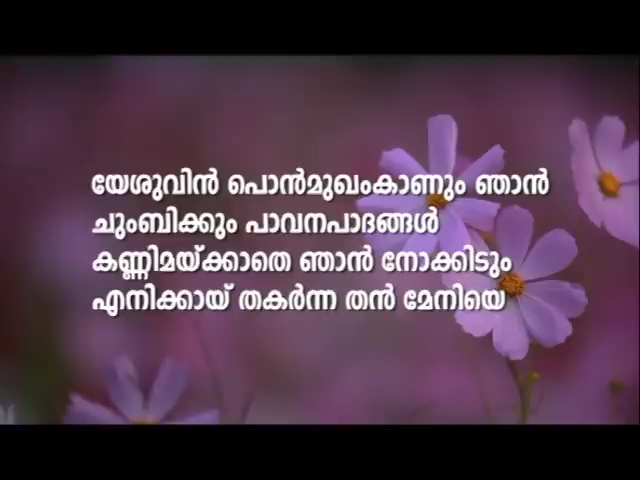 യേശുവിൻ പൊൻമുഖംകാണും ഞാൻ
ചുംബിക്കും പാവനപാദങ്ങൾ
കണ്ണിമയ്ക്കാതെ ഞാൻ നോക്കിടും
എനിക്കായ് തകർന്ന തൻ മേനിയെ